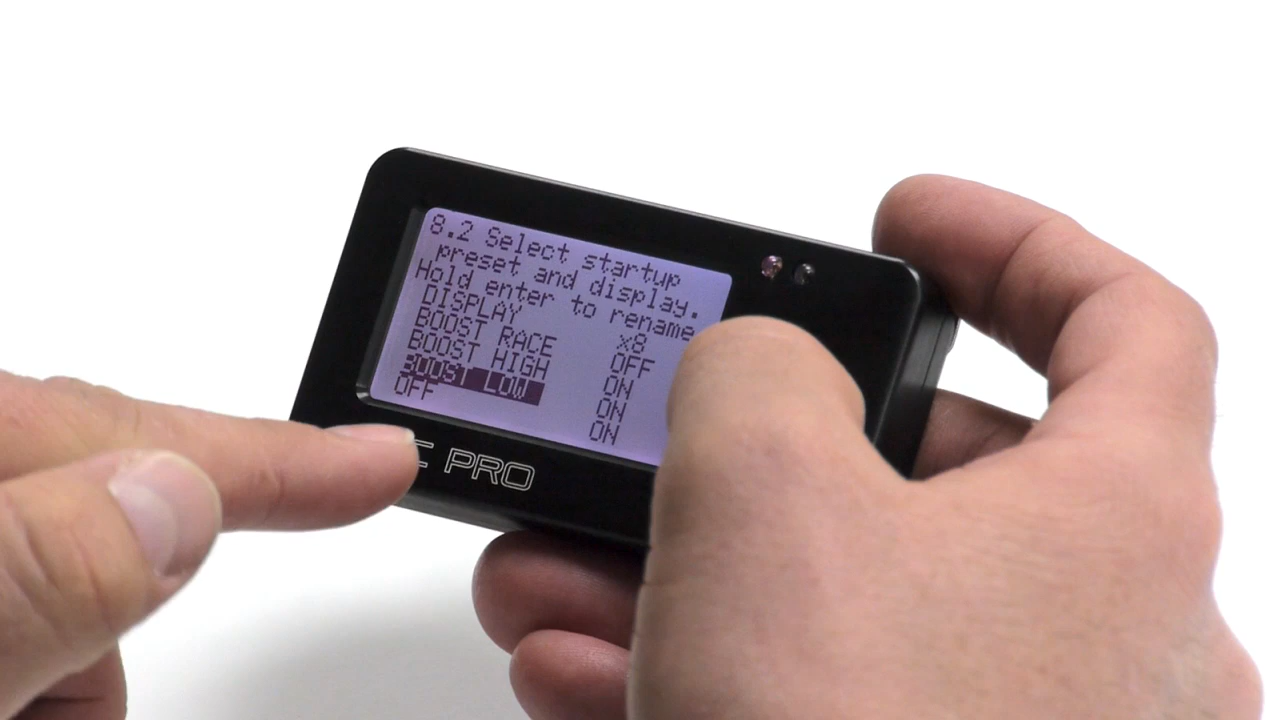 8.2 Select startup
preset and display.
Hold enter to rename
DISPLAY x8
BOOST RACE OFF
BOOST HIGH ON
BOOST LOW ON
OFF ON
PRO